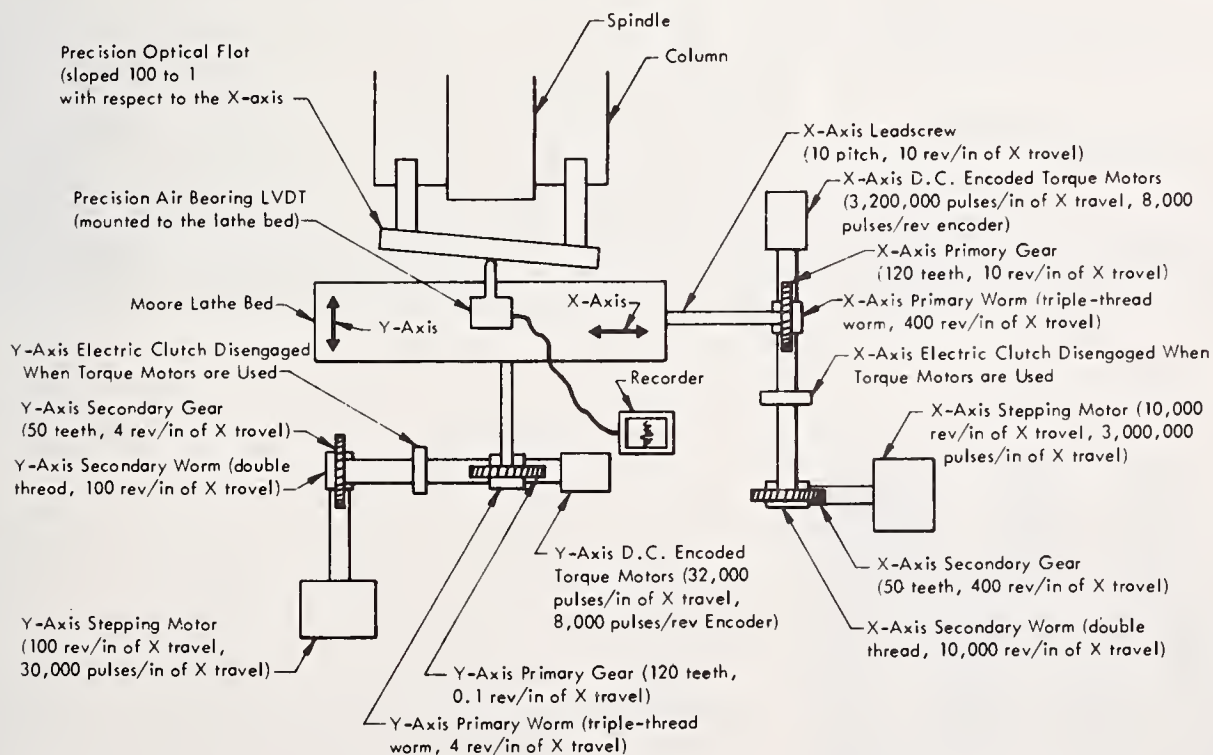 Spindle
Precision Optical Flot
(sloped 100 to 1
with respect to the X-axis
Column
X-Axis Leadscrew
(10 pitch, 10 rev/in of X trovel)
X-Axis D.C. Encoded Torque Motors
(3,200,000 pulses/in of X travel, 8,000
pulses/rev encoder)
Precision Air Beoring LVDT
(mounted to the lathe bed)
X-Axis Primary Gear
(120 teeth, 10 rev/in of X trovel)
Moore Lathe Bed
Y-Axis
X-Axis
X-Axis Primary Worm (triple-thread
worm, 400 rev/in of X travel)
Y-Axis Electric Clutch Disengaged
When Torque Motors are Used
X-Axis Electric Clutch Disengoged When
Torque Motors are Used
Recorder
Y-Axis Secondary Gear
(50 teeth, 4 rev/in of X trovel)
X-Axis Stepping Motor (10,000
rev/in of X trovel, 3,000,000
pulses/in of X travel)
Y-Axis Secondary Worm (double
threod, 100 rev/in of X trovel)
Y-Axis D.C. Encoded
Torque Motors (32,000
pulses/in of X travel,
8,000 pulses/rev Encoder)
X-Axis Secondary Gear
(50 teeth, 400 rev/in of X travel)
Y-Axis Stepping Motor
(100 rev/in of X travel,
30,000 pulses/in of X travel)
X-Axis Secondary Worm (double
thread, 10,000 rev/in of X travel)
Y-Axis Primary Gear (120 teeth,
0.1 rev/in of X travel)
Y-Axis Primary Worm (triple-thread
worm, 4 rev/in of X travel)